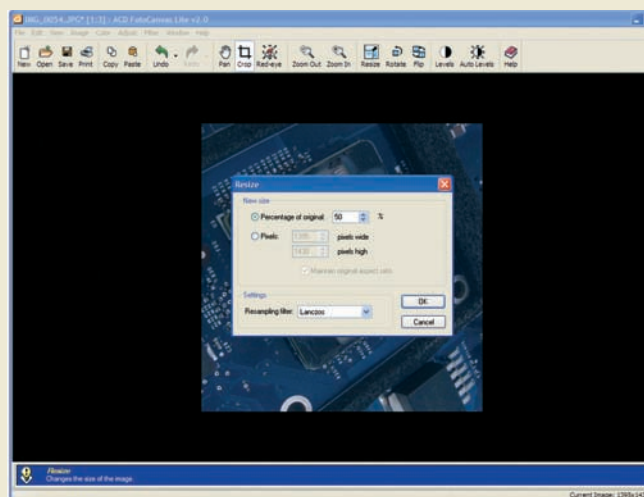 IMG_0054.JPG* [1:3] - ACD FotoCanvas Lite v2.0
File Edit View Image Color Adjust Filter Window Help
New Open Save Print Copy Paste Undo Redo Pan Crop Red-eye Zoom Out Zoom In Resize Rotate Flip Levels Auto Levels Help
Resize
New size
Percentage of original: 50 %
Pixels: pixels wide
pixels high
Maintain original aspect ratio
Settings
Resampling filter: Lanczos
OK
Cancel
Resize
Changes the size of the image.